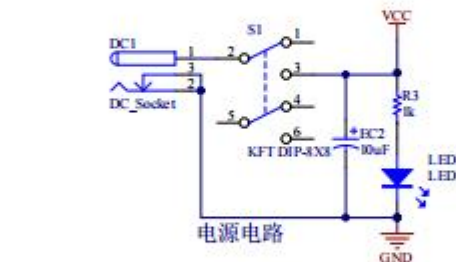 VCC
S1
DC1
1
1
2
3
3
2
DC_Socket
4
5
6
KFT DIP-8X8
R3
1k
EC2
10uF
LED
LED
电源电路
GND